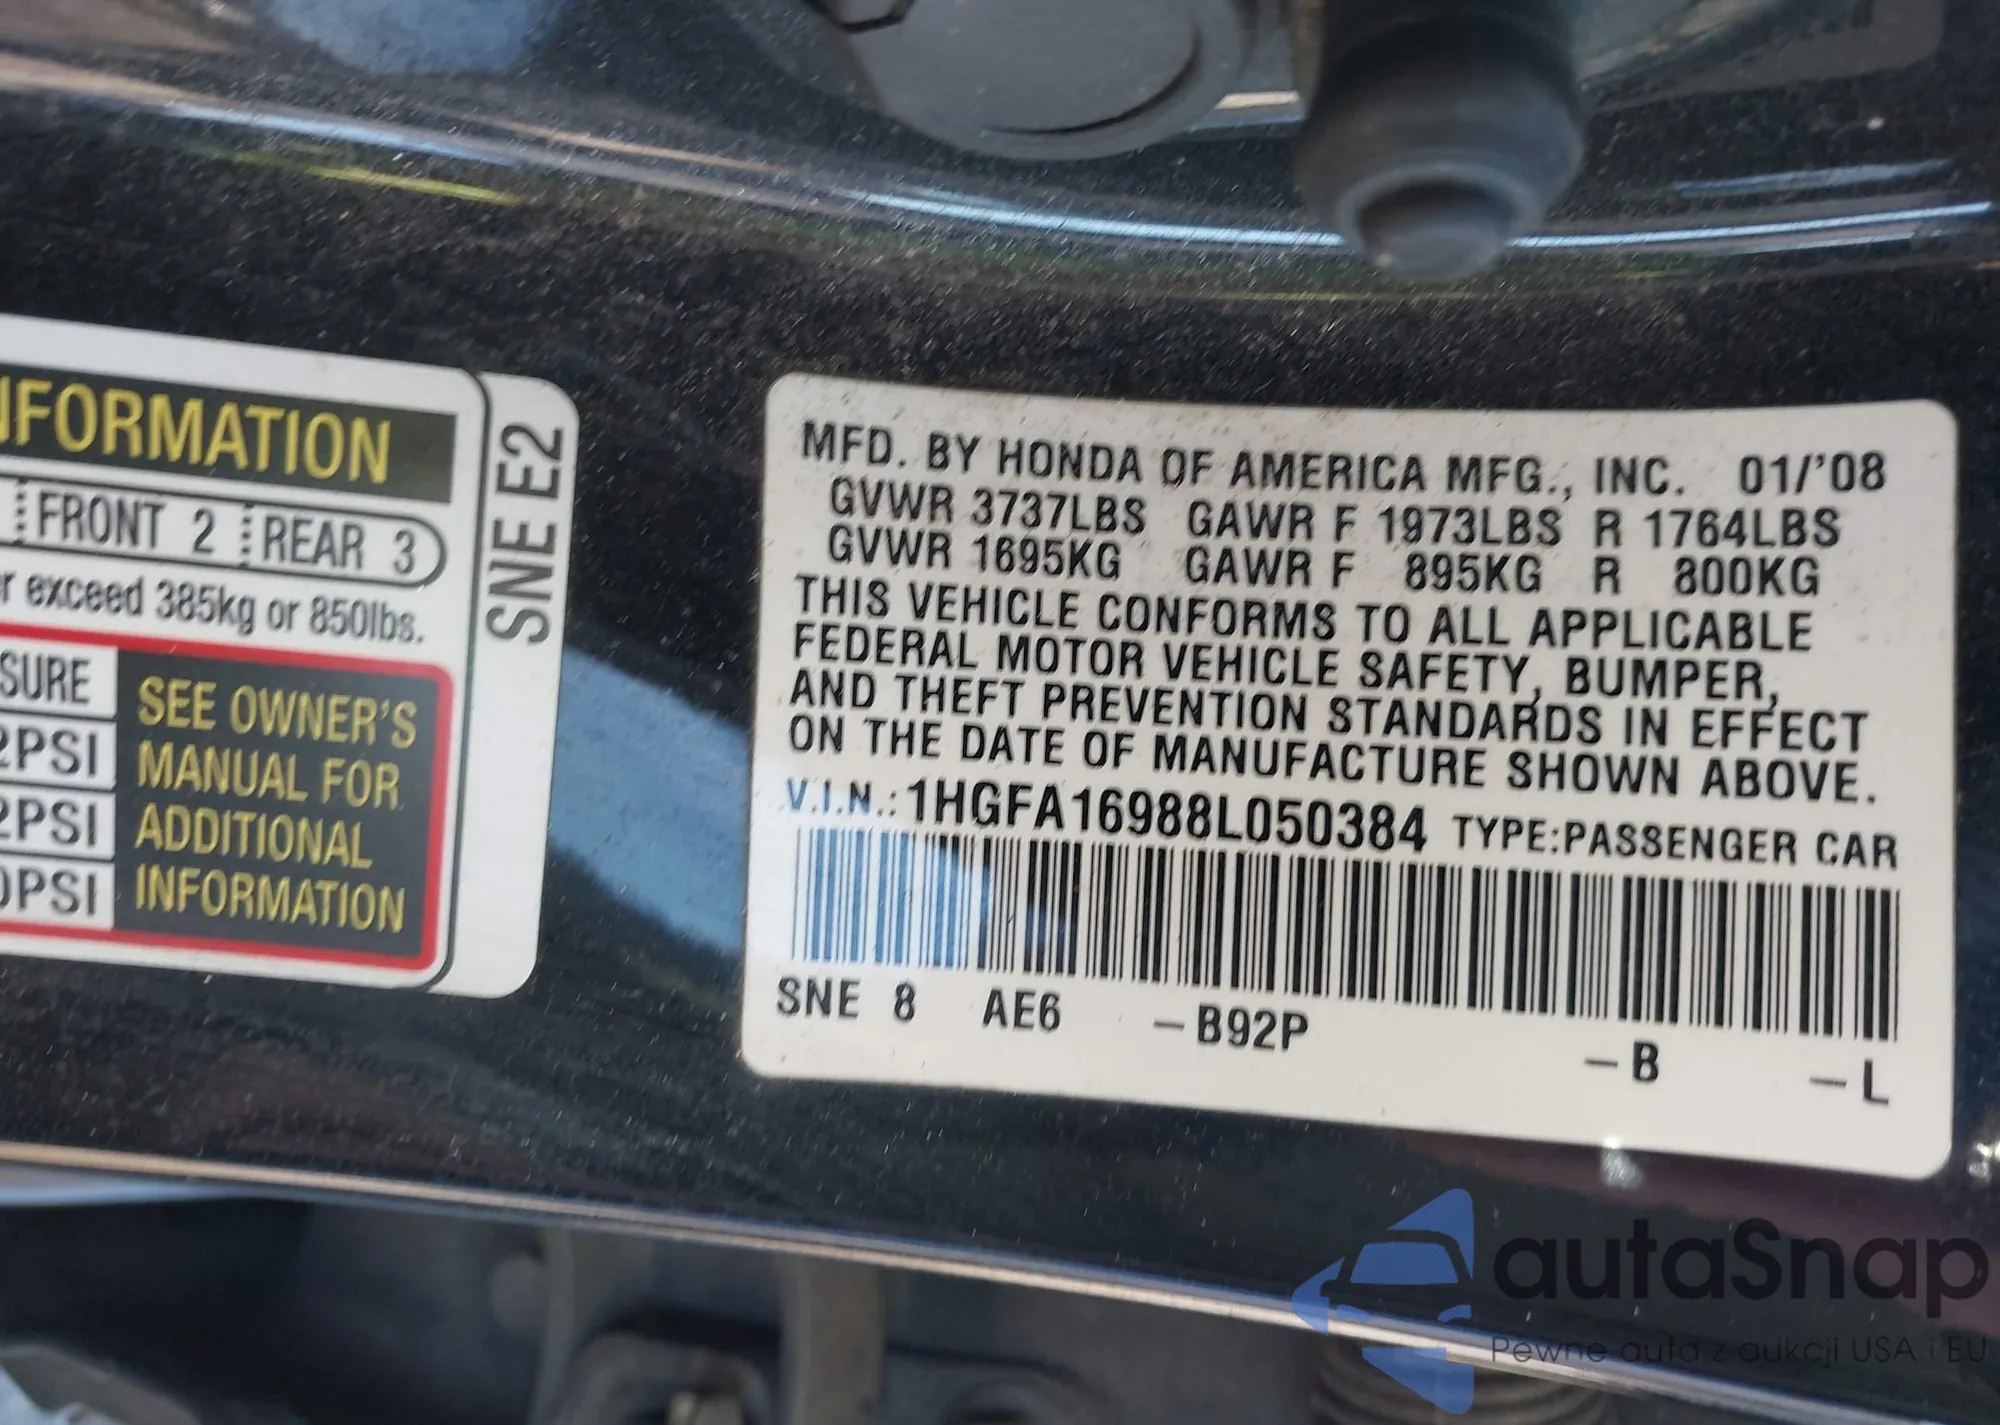 NFORMATION
FRONT 2 REAR 3
r exceed 385kg or 850lbs.
SURE
2PSI
2PSI
0PSI
SEE OWNER'S
MANUAL FOR
ADDITIONAL
INFORMATION
SNE E2
MFD. BY HONDA OF AMERICA MFG., INC. 01/'08
GVWR 3737LBS GAWR F 1973LBS R 1764LBS
GVWR 1695KG GAWR F 895KG R 800KG
THIS VEHICLE CONFORMS TO ALL APPLICABLE
FEDERAL MOTOR VEHICLE SAFETY, BUMPER,
AND THEFT PREVENTION STANDARDS IN EFFECT
ON THE DATE OF MANUFACTURE SHOWN ABOVE.
V.I.N.: 1HGFA16988L050384 TYPE:PASSENGER CAR
SNE 8 AE6 -B92P -B -L
autaSnap
Pewne auta z aukcji USA i EU